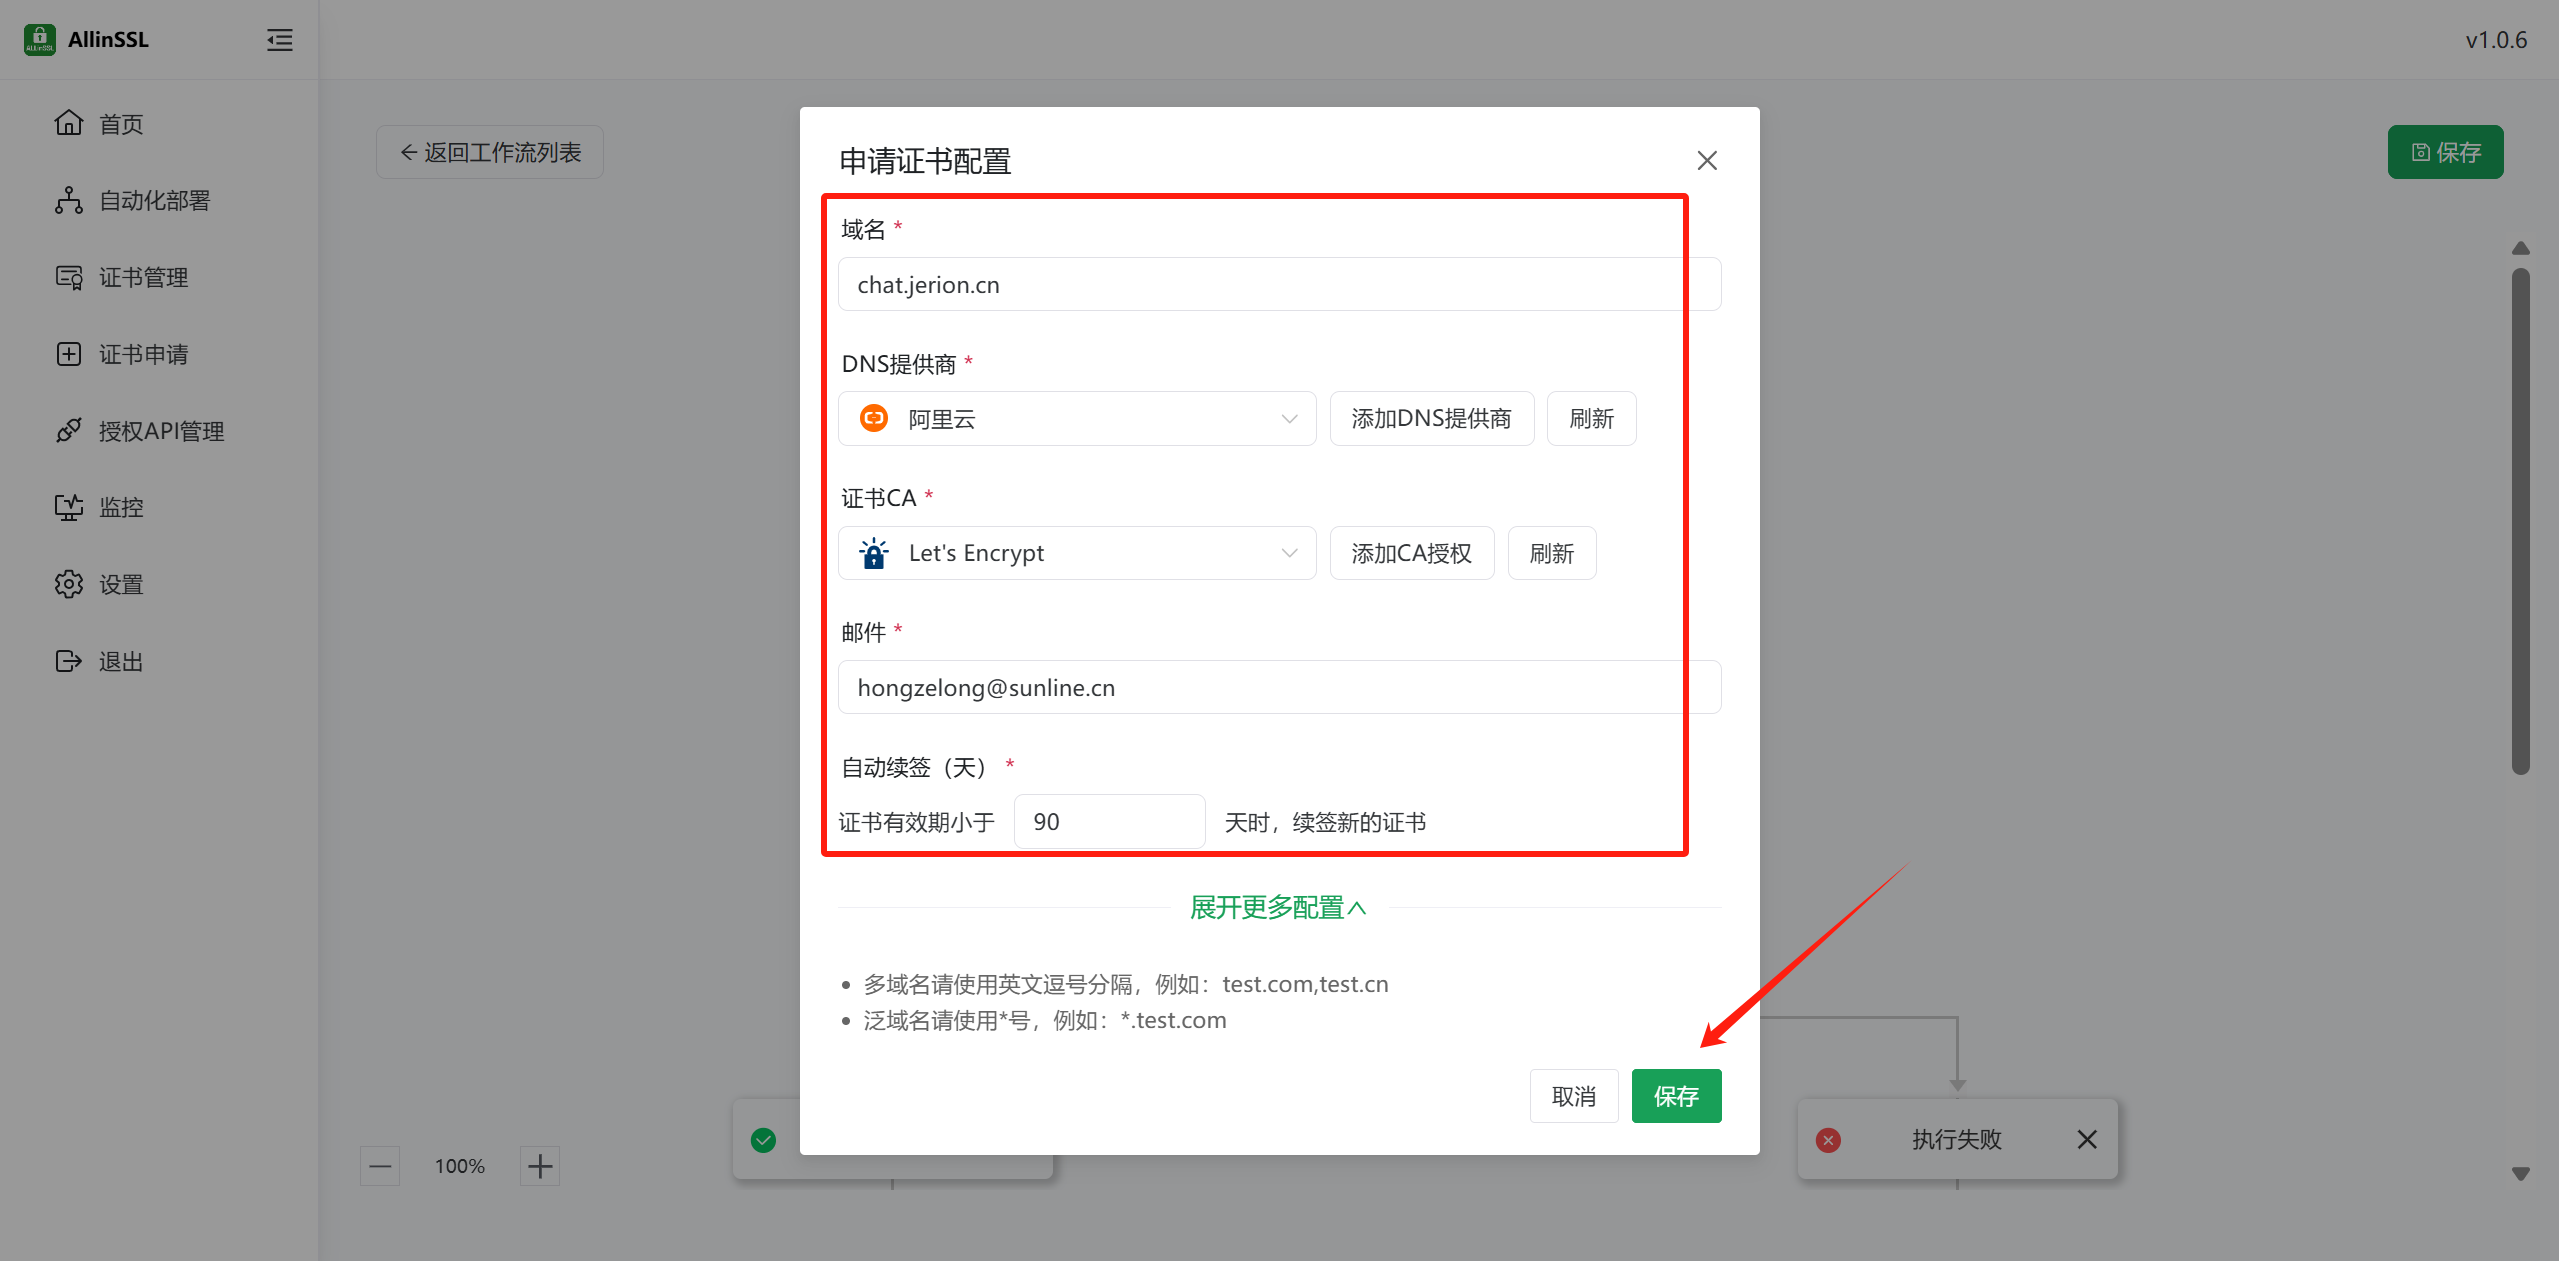 AllinSSL
v1.0.6
首页
自动化部署
证书管理
证书申请
授权API管理
监控
设置
退出
返回工作流列表
保存
申请证书配置
域名 *
chat.jerion.cn
DNS提供商 *
阿里云
添加DNS提供商
刷新
证书CA *
Let's Encrypt
添加CA授权
刷新
邮件 *
hongzelong@sunline.cn
自动续签（天） *
证书有效期小于 90 天时，续签新的证书
展开更多配置
多域名请使用英文逗号分隔，例如：test.com,test.cn
泛域名请使用*号，例如：*.test.com
取消
保存
执行失败
100%